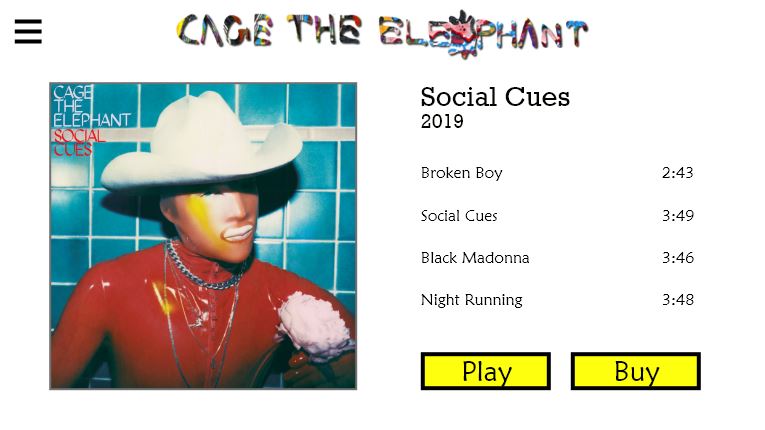 CAGE THE ELEPHANT
CAGE
THE
ELEPHANT
SOCIAL
CUES
Social Cues
2019
Broken Boy 2:43
Social Cues 3:49
Black Madonna 3:46
Night Running 3:48
Play Buy